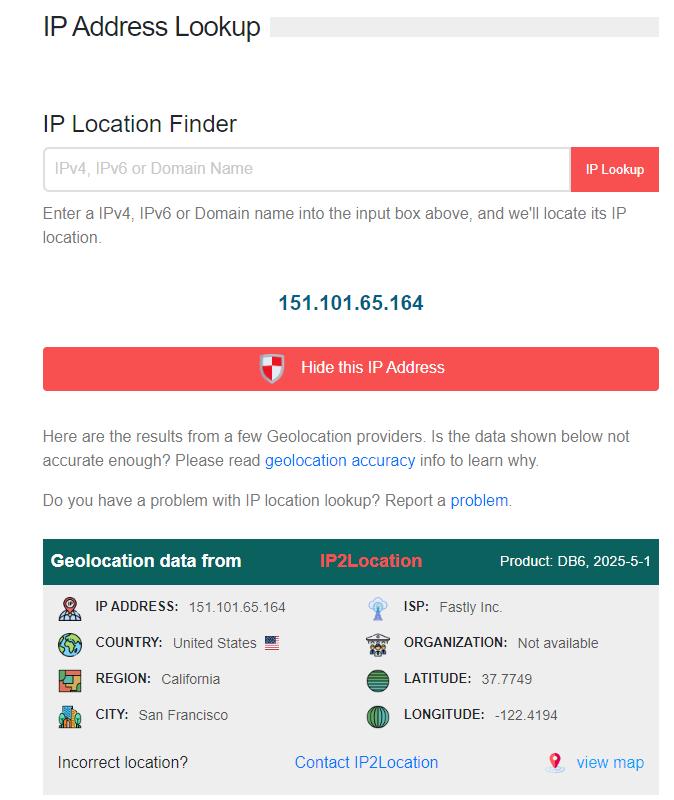 IP Address Lookup
IP Location Finder
IPv4, IPv6 or Domain Name
IP Lookup
Enter a IPv4, IPv6 or Domain name into the input box above, and we'll locate its IP
location.
151.101.65.164
Hide this IP Address
Here are the results from a few Geolocation providers. Is the data shown below not
accurate enough? Please read geolocation accuracy info to learn why.
Do you have a problem with IP location lookup? Report a problem.
Geolocation data from IP2Location Product: DB6, 2025-5-1
IP ADDRESS: 151.101.65.164 ISP: Fastly Inc.
COUNTRY: United States ORGANIZATION: Not available
REGION: California LATITUDE: 37.7749
CITY: San Francisco LONGITUDE: -122.4194
Incorrect location? Contact IP2Location view map